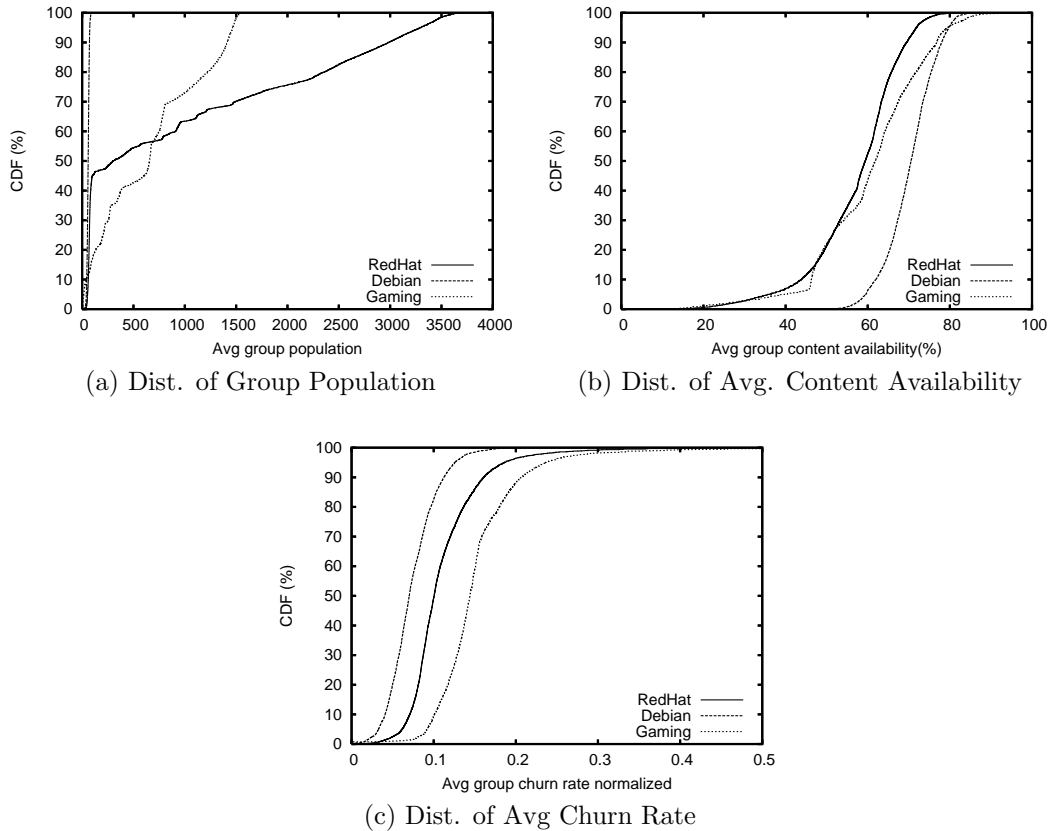 100
90
80
70
60
50
40
30
20
10
0
CDF (%)
RedHat
Debian
Gaming
0 500 1000 1500 2000 2500 3000 3500 4000
Avg group population
(a) Dist. of Group Population
100
90
80
70
60
50
40
30
20
10
0
CDF (%)
RedHat
Debian
Gaming
0 20 40 60 80 100
Avg group content availability(%)
(b) Dist. of Avg. Content Availability
100
90
80
70
60
50
40
30
20
10
0
CDF (%)
RedHat
Debian
Gaming
0 0.1 0.2 0.3 0.4 0.5
Avg group churn rate normalized
(c) Dist. of Avg Churn Rate